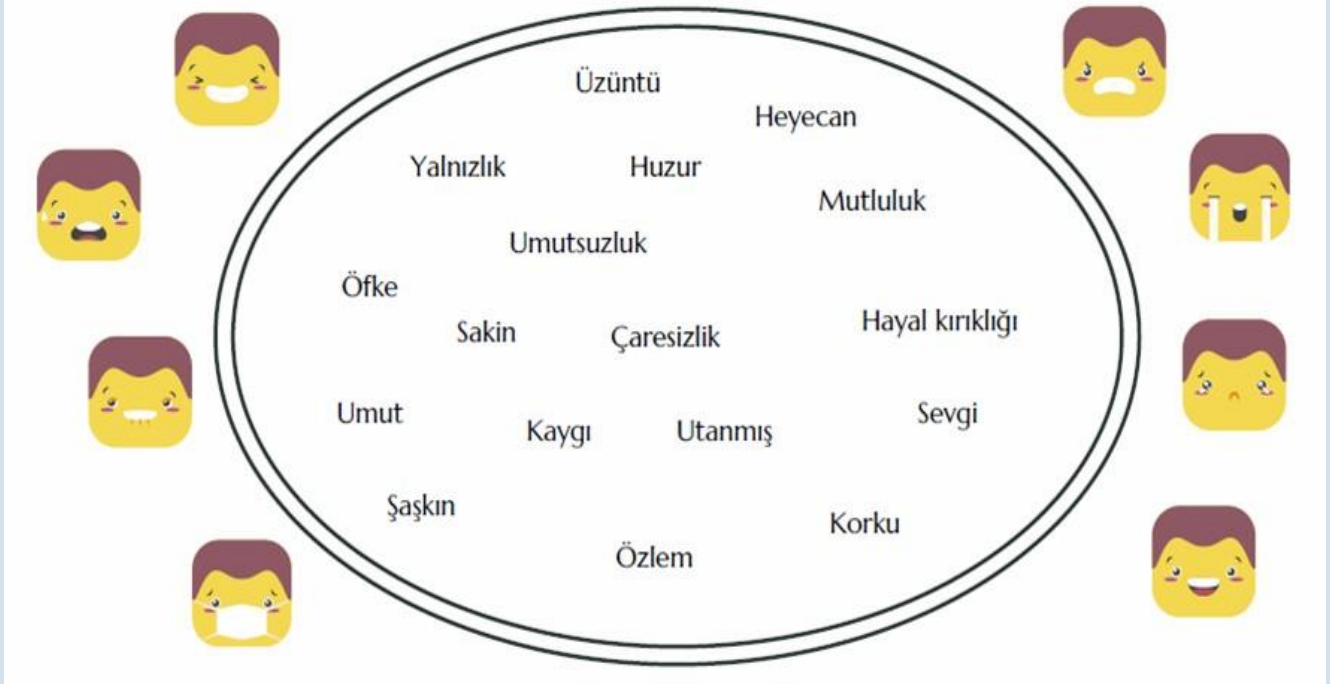 Üzüntü
Heyecan
Yalnızlık
Huzur
Mutluluk
Umutsuzluk
Öfke
Sakin
Çaresizlik
Hayal kırıklığı
Umut
Kaygı
Utanmış
Sevgi
Şaşkın
Korku
Özlem